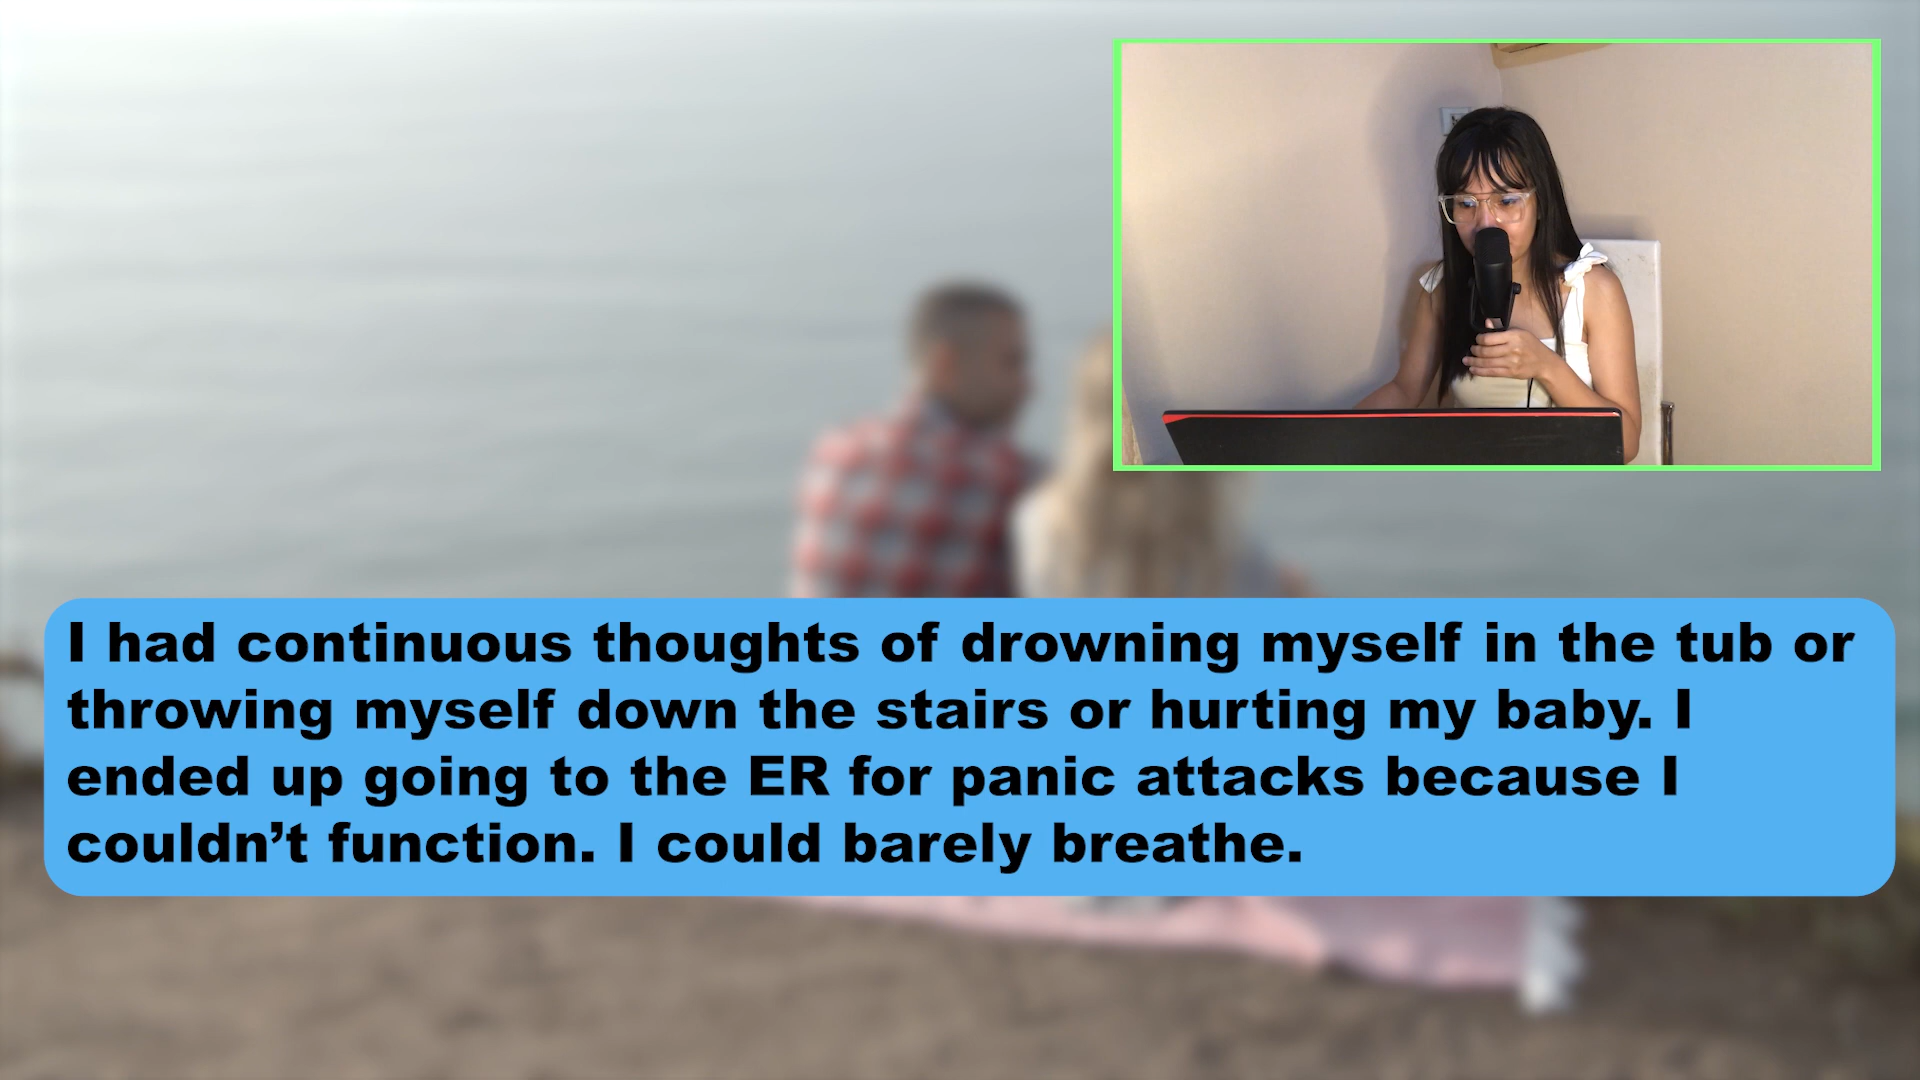 I had continuous thoughts of drowning myself in the tub or
throwing myself down the stairs or hurting my baby. I
ended up going to the ER for panic attacks because I
couldn’t function. I could barely breathe.